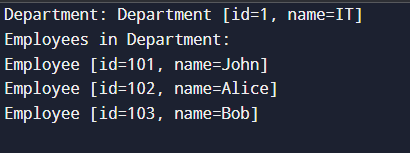 Department: Department [id=1, name=IT]
Employees in Department:
Employee [id=101, name=John]
Employee [id=102, name=Alice]
Employee [id=103, name=Bob]